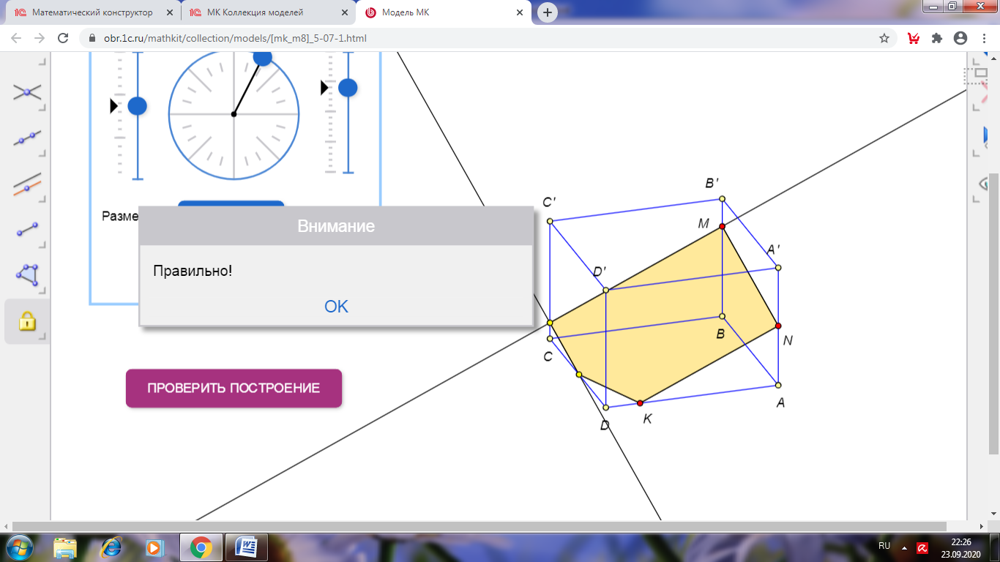 Математический конструктор
МК Коллекция моделей
Модель МК
obr.1c.ru/mathkit/collection/models/[mk_m8]_5-07-1.html
B'
C'
M
A'
D'
Разме
Внимание
Правильно!
OK
B
N
C
ПРОВЕРИТЬ ПОСТРОЕНИЕ
A
K
D
RU
22:26
23.09.2020